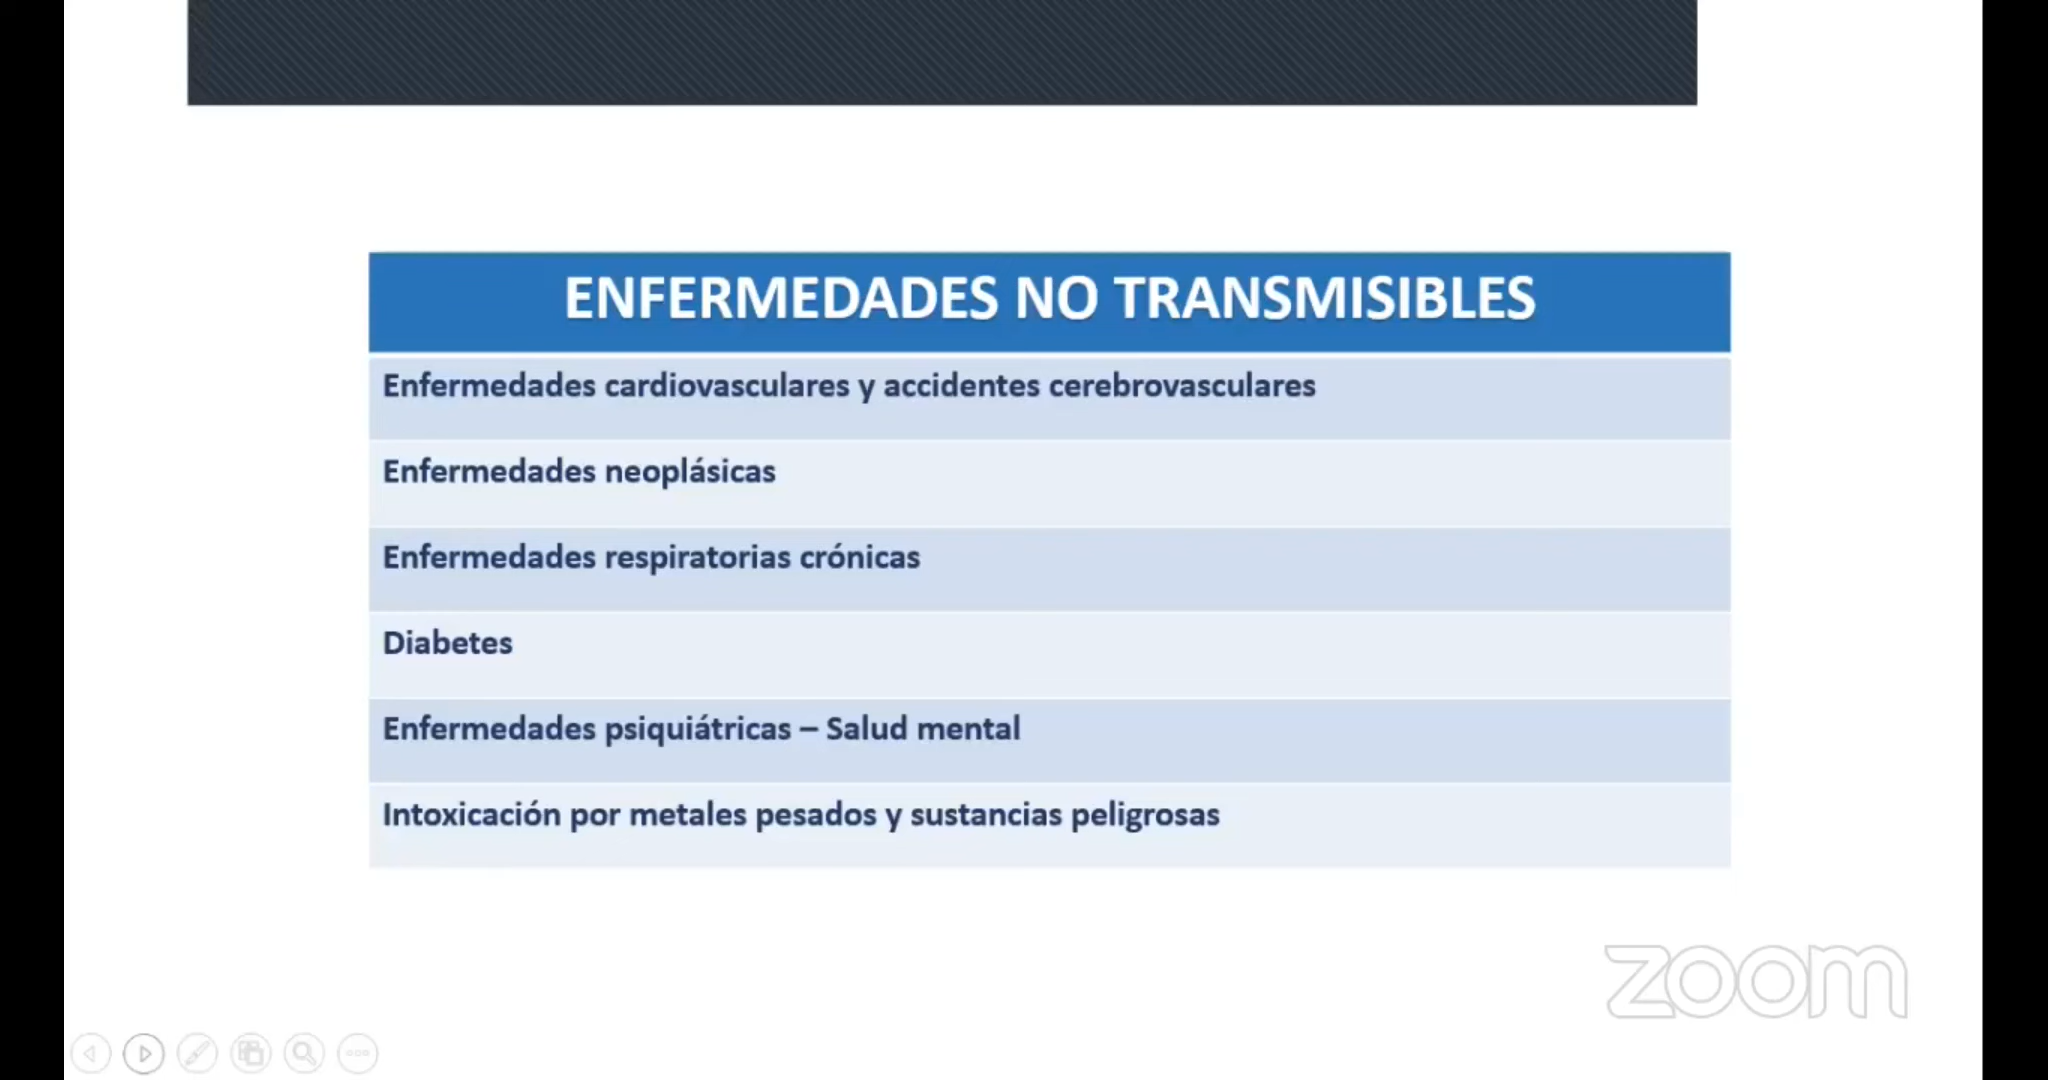 ENFERMEDADES NO TRANSMISIBLES
Enfermedades cardiovasculares y accidentes cerebrovasculares
Enfermedades neoplásicas
Enfermedades respiratorias crónicas
Diabetes
Enfermedades psiquiátricas – Salud mental
Intoxicación por metales pesados y sustancias peligrosas
zoom